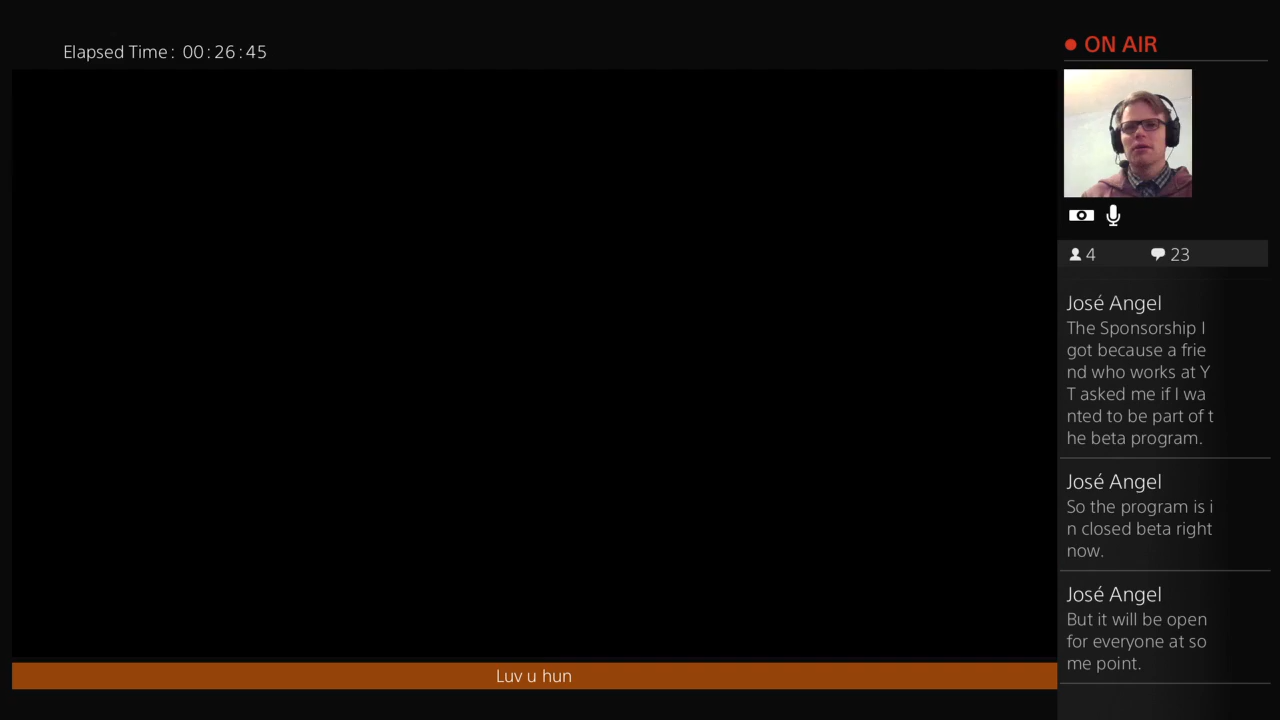 Elapsed Time: 00:26:45
ON AIR
4 23
José Angel
The Sponsorship I
got because a frie
nd who works at Y
T asked me if I wa
nted to be part of t
he beta program.
José Angel
So the program is i
n closed beta right
now.
José Angel
But it will be open
for everyone at so
me point.
Luv u hun